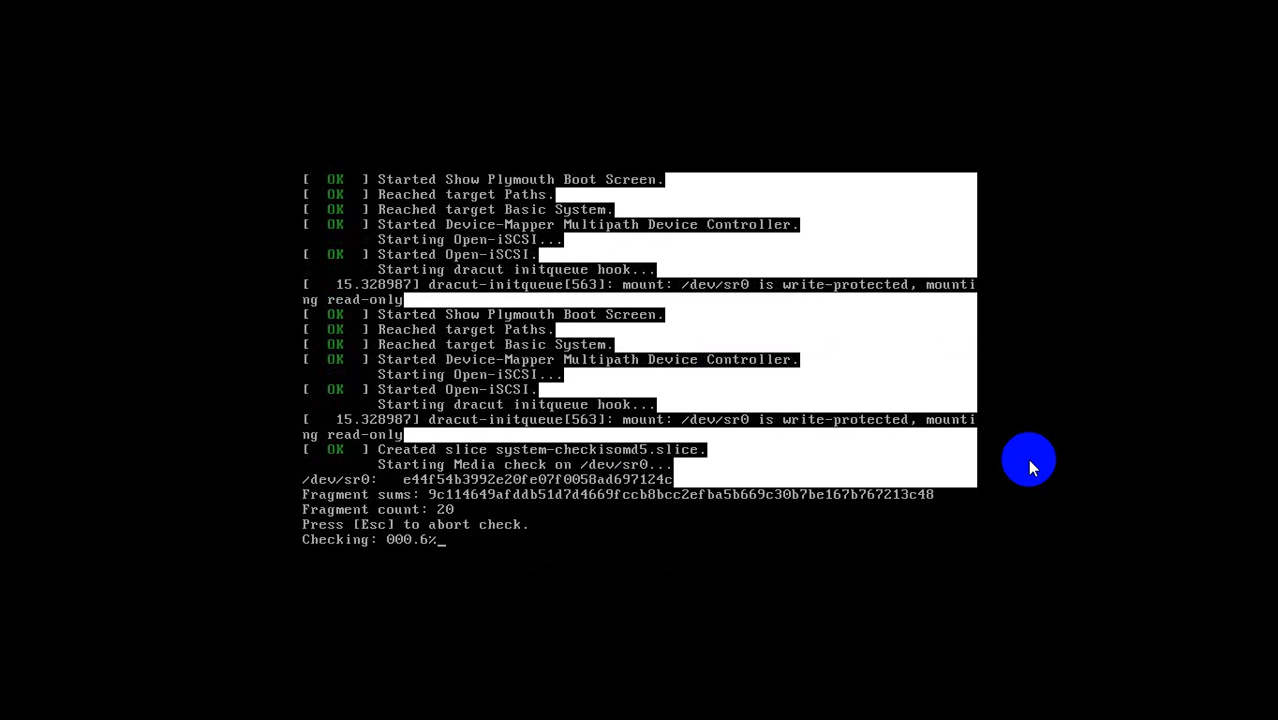 [  OK  ] Started Show Plymouth Boot Screen.
[  OK  ] Reached target Paths.
[  OK  ] Reached target Basic System.
[  OK  ] Started Device-Mapper Multipath Device Controller.
         Starting Open-iSCSI...
[  OK  ] Started Open-iSCSI.
         Starting dracut initqueue hook...
[   15.328987] dracut-initqueue[563]: mount: /dev/sr0 is write-protected, mounti
ng read-only
[  OK  ] Started Show Plymouth Boot Screen.
[  OK  ] Reached target Paths.
[  OK  ] Reached target Basic System.
[  OK  ] Started Device-Mapper Multipath Device Controller.
         Starting Open-iSCSI...
[  OK  ] Started Open-iSCSI.
         Starting dracut initqueue hook...
[   15.328987] dracut-initqueue[563]: mount: /dev/sr0 is write-protected, mounti
ng read-only
[  OK  ] Created slice system-checkisomd5.slice.
         Starting Media check on /dev/sr0...
/dev/sr0:   e44f54b3992e20fe07f0058ad697124c
Fragment sums: 9c114649afddb51d7d4669fccb8bcc2efba5b669c30b7be167b767213c48
Fragment count: 20
Press [Esc] to abort check.
Checking: 000.6%_